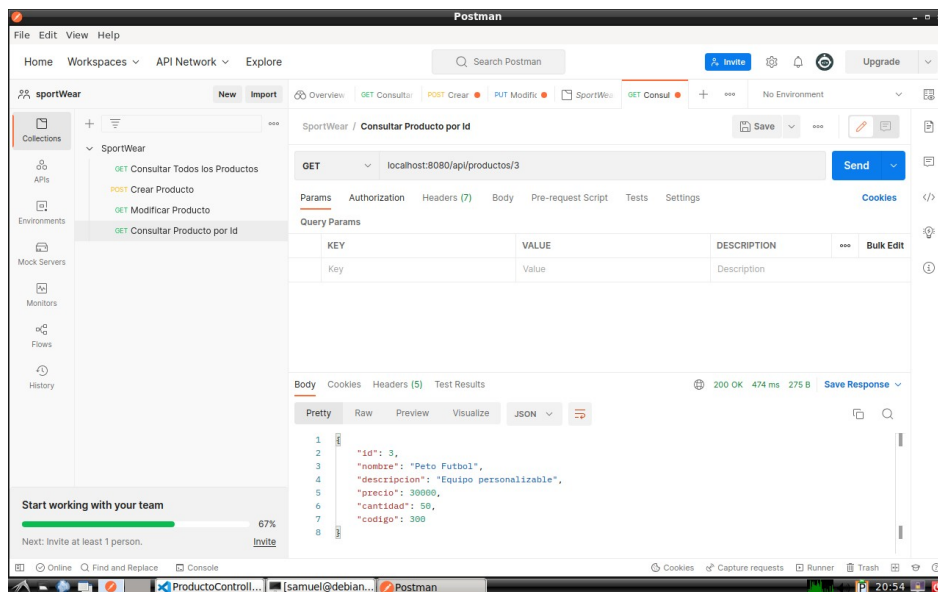 Postman
File Edit View Help
Home Workspaces API Network Explore Search Postman Invite Upgrade
sportWear New Import Overview GET Consulta POST Crear PUT Modific SportWea GET Consul No Environment
Collections
APIs
Environments
Mock Servers
Monitors
Flows
History
SportWear
GET Consultar Todos los Productos
POST Crear Producto
GET Modificar Producto
GET Consultar Producto por Id
SportWear / Consultar Producto por Id Save
GET localhost:8080/api/productos/3 Send
Params Authorization Headers (7) Body Pre-request Script Tests Settings Cookies
Query Params
KEY VALUE DESCRIPTION Bulk Edit
Key Value Description
Body Cookies Headers (5) Test Results 200 OK 474 ms 275 B Save Response
Pretty Raw Preview Visualize JSON
1 {
2 "id": 3,
3 "nombre": "Peto Futbol",
4 "descripcion": "Equipo personalizable",
5 "precio": 30000,
6 "cantidad": 50,
7 "codigo": 300
8 }
Start working with your team
67%
Next: Invite at least 1 person. Invite
Online Find and Replace Console Cookies Capture requests Runner Trash
ProductoControll... [samuel@debian... Postman 20:54